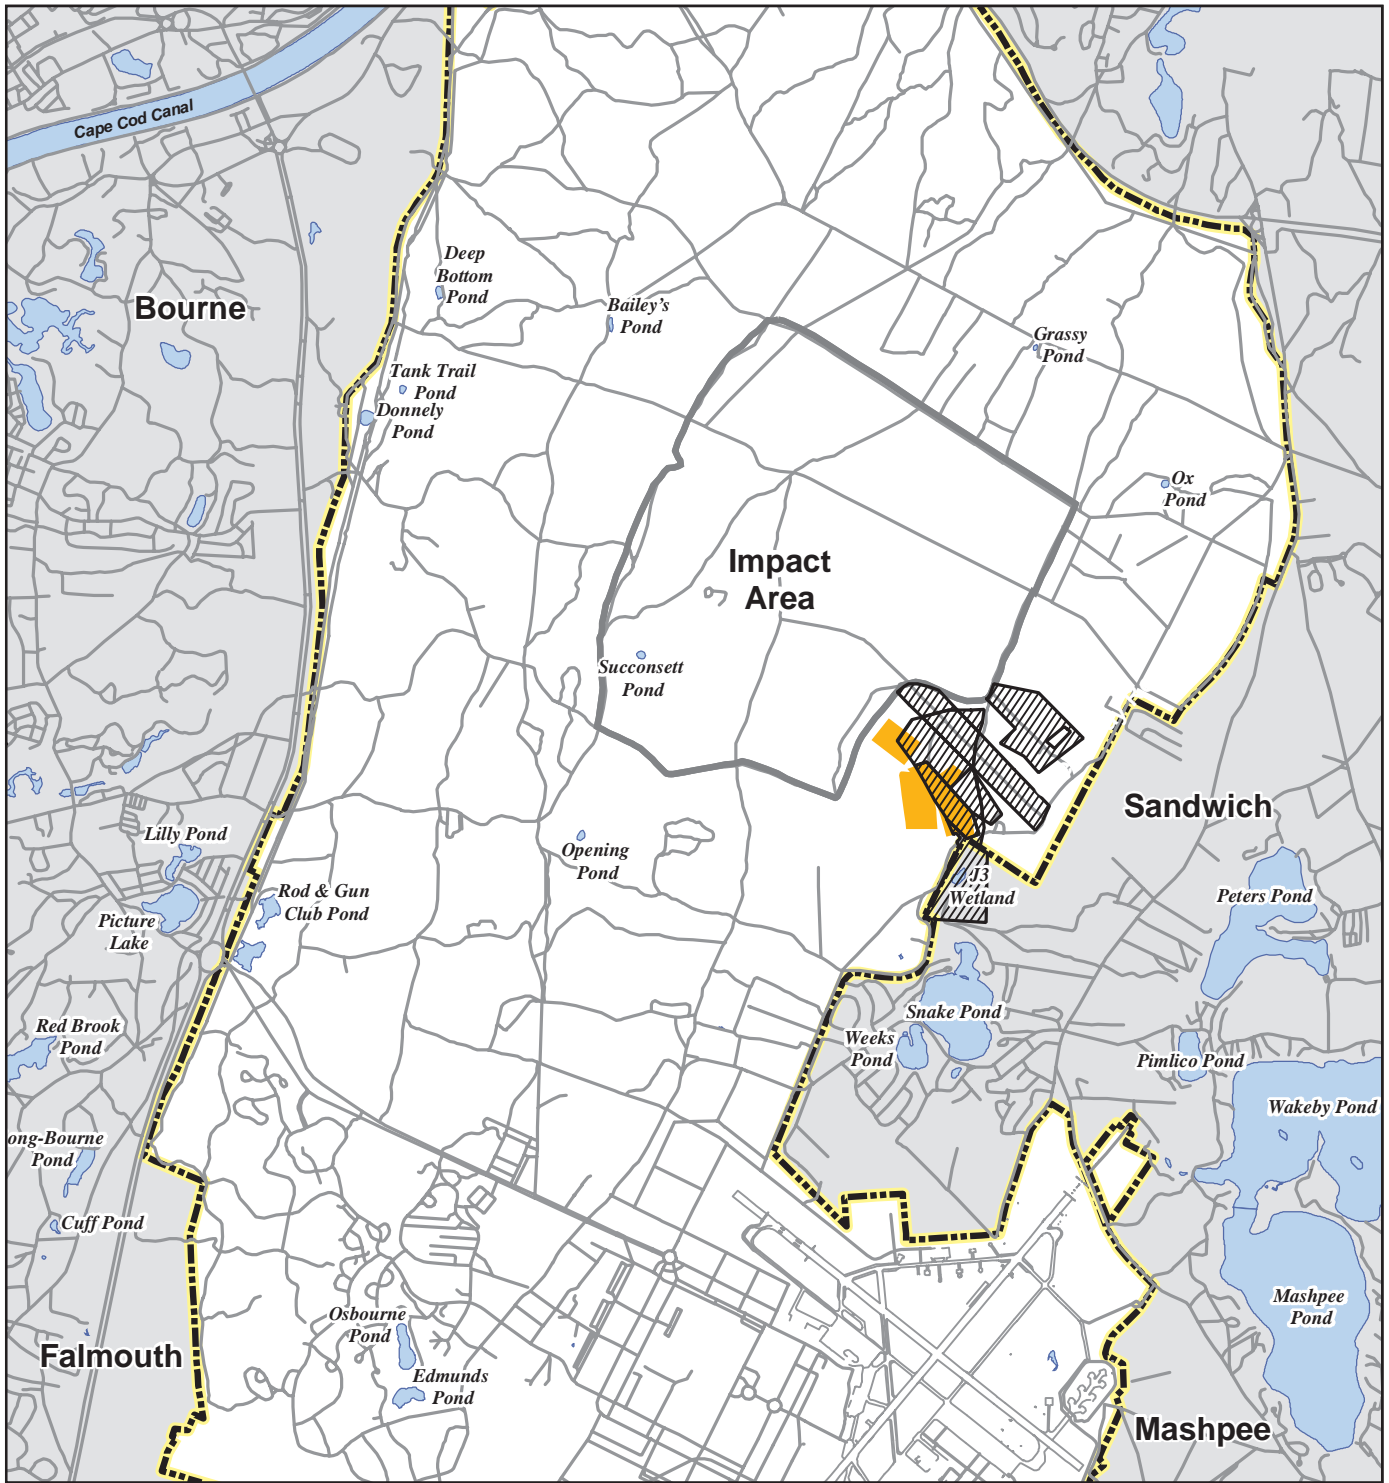 Cape Cod Canal
Bourne
Deep
Bottom
Pond
Bailey's
Pond
Grassy
Pond
Tank Trail
Pond
Donnely
Pond
Ox
Pond
Impact
Area
Succonsett
Pond
Sandwich
Lilly Pond
Opening
Pond
Rod & Gun
Club Pond
J3
Wetland
Peters Pond
Picture
Lake
Snake Pond
Red Brook
Pond
Weeks
Pond
Pimlico Pond
Wakeby Pond
ong-Bourne
Pond
Cuff Pond
Mashpee
Pond
Osbourne
Pond
Falmouth
Edmunds
Pond
Mashpee